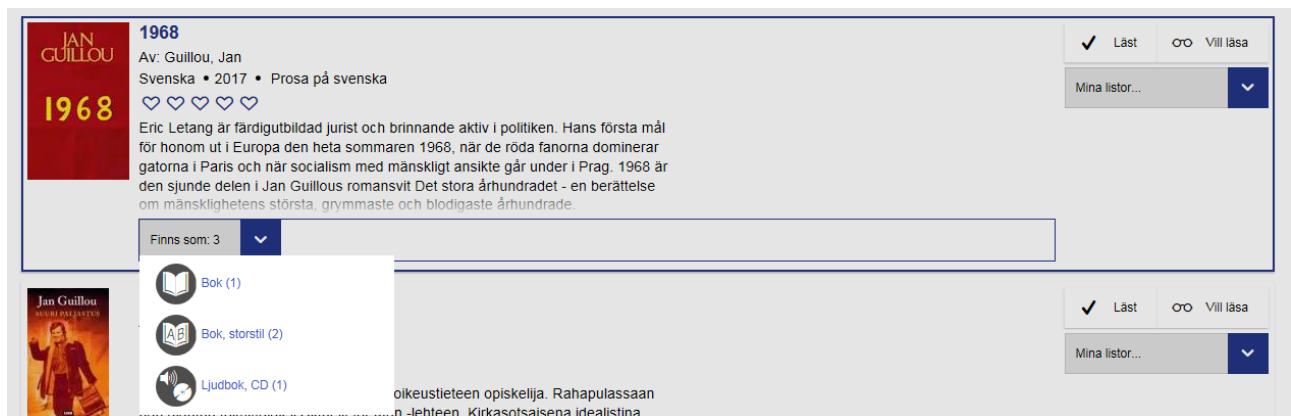 JAN
GUILLOU
1968
1968
Av: Guillou, Jan
Svenska • 2017 • Prosa på svenska
Eric Letang är färdigutbildad jurist och brinnande aktiv i politiken. Hans första mål
för honom ut i Europa den heta sommaren 1968, när de röda fanorna dominerar
gatorna i Paris och när socialism med mänskligt ansikte går under i Prag. 1968 är
den sjunde delen i Jan Guillous romansvit Det stora århundradet - en berättelse
om mänsklighetens största, grymmaste och blodigaste århundrade.
Läst
Vill läsa
Mina listor...
Finns som: 3
Bok (1)
Bok, storstil (2)
Ljudbok, CD (1)
Jan Guillou
SUURI PALJASTUS
oikeustieteen opiskelija. Rahapulassaan
-lehteen. Kirkasotsaisena idealistina
Läst
Vill läsa
Mina listor...